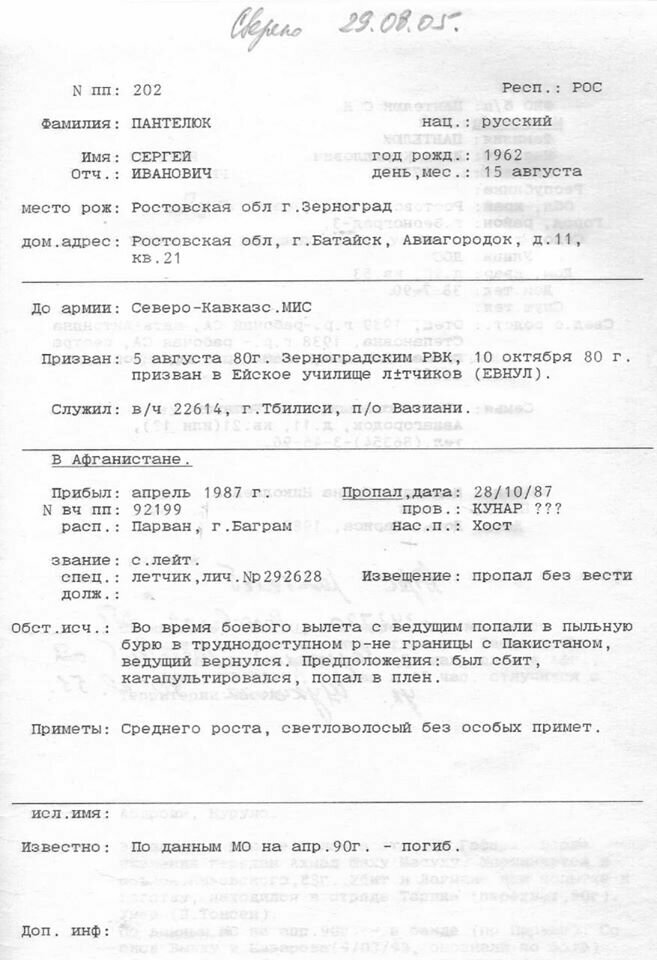 Сверено 29.08.05.
N пп: 202 Респ.: РОС
Фамилия: ПАНТЕЛЮК нац.: русский
Имя: СЕРГЕЙ год рожд.: 1962
Отч.: ИВАНОВИЧ день,мес.: 15 августа
место рож: Ростовская обл г.Зерноград
дом.адрес: Ростовская обл, г.Батайск, Авиагородок, д.11,
кв.21
До армии: Северо-Кавказс.МИС
Призван: 5 августа 80г. Зерноградским РВК, 10 октября 80 г.
призван в Ейское училище л±тчиков (ЕВНУЛ).
Служил: в/ч 22614, г.Тбилиси, п/о Вазиани.
В Афганистане.
Прибыл: апрель 1987 г. Пропал,дата: 28/10/87
N вч пп: 92199 пров.: КУНАР ???
расп.: Парван, г.Баграм нас.п.: Хост
звание: с.лейт.
спец.: летчик,лич.Nр292628 Извещение: пропал без вести
долж.:
Обст.исч.: Во время боевого вылета с ведущим попали в пыльную
бурю в труднодоступном р-не границы с Пакистаном,
ведущий вернулся. Предположения: был сбит,
катапультировался, попал в плен.
Приметы: Среднего роста, светловолосый без особых примет.
исл.имя:
Известно: По данным МО на апр.90г. - погиб.
Доп. инф: